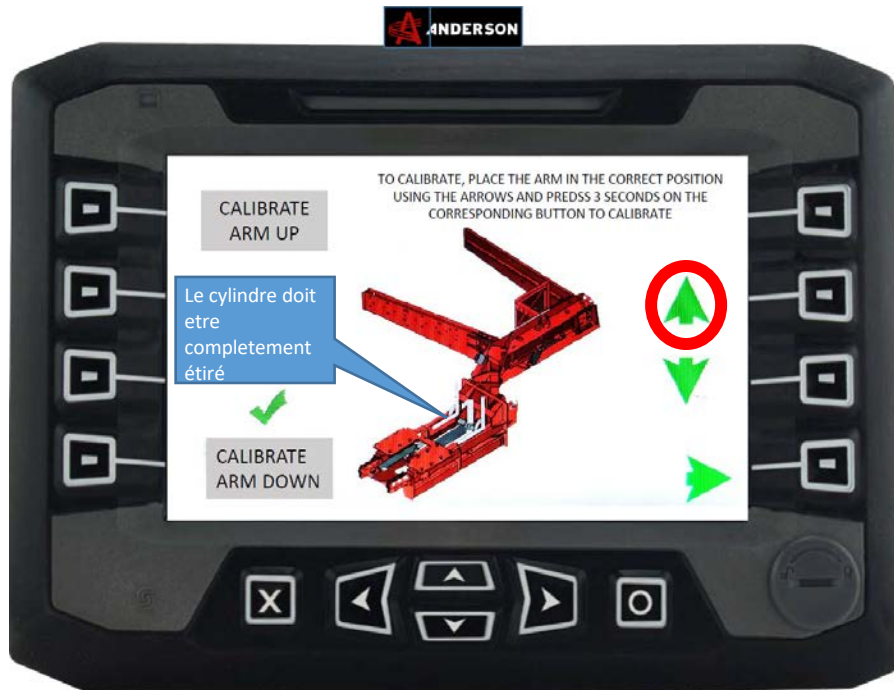 ANDERSON
CALIBRATE
ARM UP
TO CALIBRATE, PLACE THE ARM IN THE CORRECT POSITION
USING THE ARROWS AND PREDSS 3 SECONDS ON THE
CORRESPONDING BUTTON TO CALIBRATE
Le cylindre doit
etre
completement
étiré
CALIBRATE
ARM DOWN
X
O